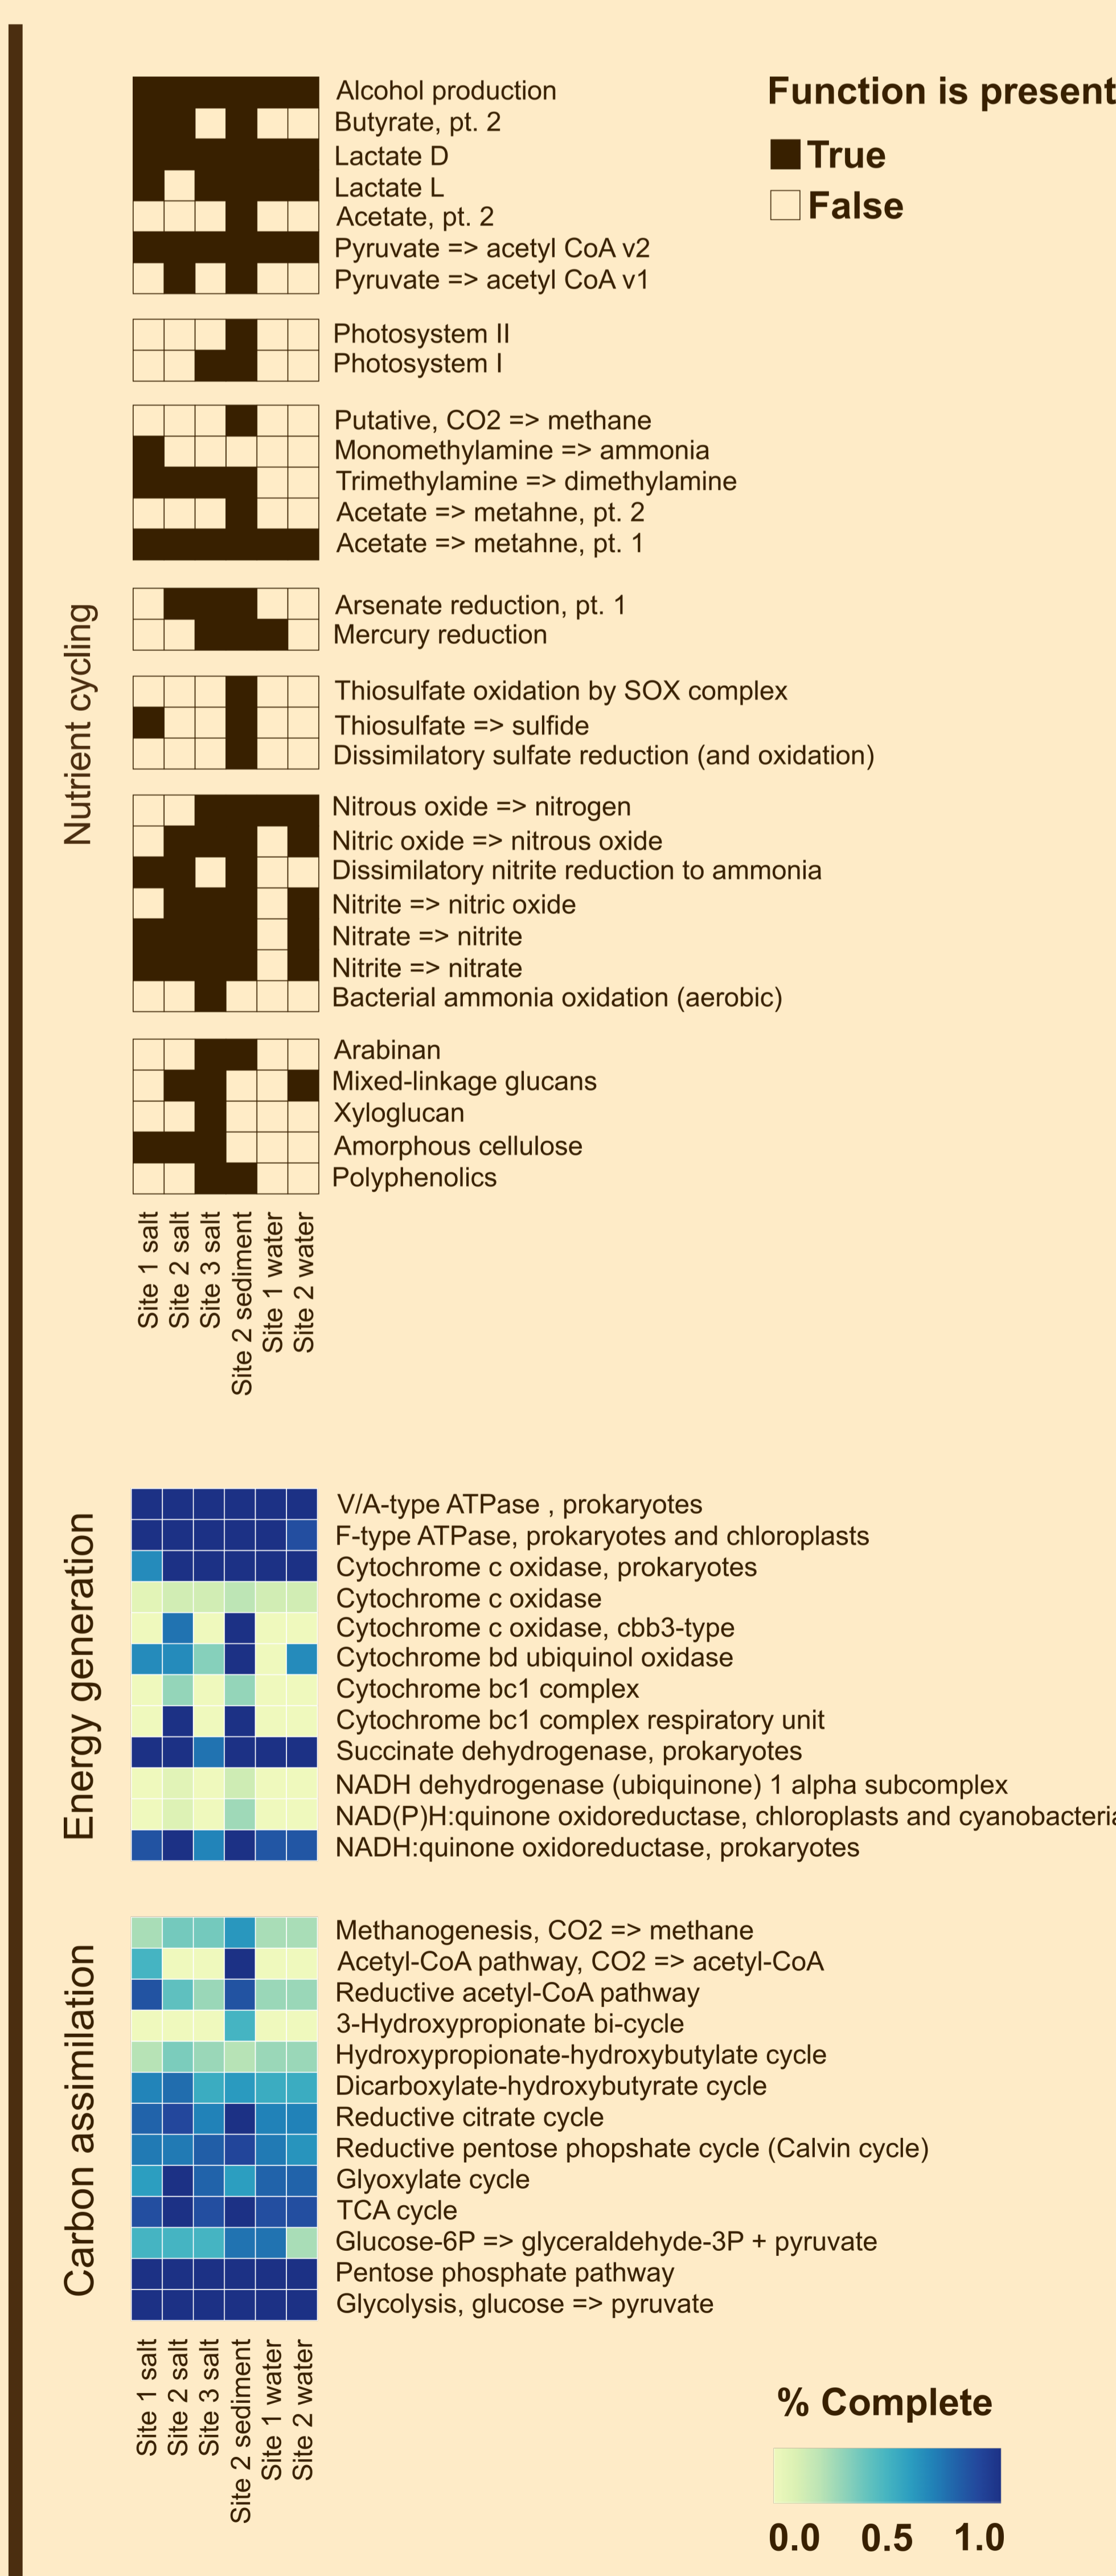 Function is present
True
False
Nutrient cycling
Alcohol production
Butyrate, pt. 2
Lactate D
Lactate L
Acetate, pt. 2
Pyruvate => acetyl CoA v2
Pyruvate => acetyl CoA v1
Photosystem II
Photosystem I
Putative, CO2 => methane
Monomethylamine => ammonia
Trimethylamine => dimethylamine
Acetate => metahne, pt. 2
Acetate => metahne, pt. 1
Arsenate reduction, pt. 1
Mercury reduction
Thiosulfate oxidation by SOX complex
Thiosulfate => sulfide
Dissimilatory sulfate reduction (and oxidation)
Nitrous oxide => nitrogen
Nitric oxide => nitrous oxide
Dissimilatory nitrite reduction to ammonia
Nitrite => nitric oxide
Nitrate => nitrite
Nitrite => nitrate
Bacterial ammonia oxidation (aerobic)
Arabinan
Mixed-linkage glucans
Xyloglucan
Amorphous cellulose
Polyphenolics
Site 1 salt
Site 2 salt
Site 3 salt
Site 2 sediment
Site 1 water
Site 2 water
Energy generation
V/A-type ATPase , prokaryotes
F-type ATPase, prokaryotes and chloroplasts
Cytochrome c oxidase, prokaryotes
Cytochrome c oxidase
Cytochrome c oxidase, cbb3-type
Cytochrome bd ubiquinol oxidase
Cytochrome bc1 complex
Cytochrome bc1 complex respiratory unit
Succinate dehydrogenase, prokaryotes
NADH dehydrogenase (ubiquinone) 1 alpha subcomplex
NAD(P)H:quinone oxidoreductase, chloroplasts and cyanobacteria
NADH:quinone oxidoreductase, prokaryotes
Carbon assimilation
Methanogenesis, CO2 => methane
Acetyl-CoA pathway, CO2 => acetyl-CoA
Reductive acetyl-CoA pathway
3-Hydroxypropionate bi-cycle
Hydroxypropionate-hydroxybutylate cycle
Dicarboxylate-hydroxybutyrate cycle
Reductive citrate cycle
Reductive pentose phopshate cycle (Calvin cycle)
Glyoxylate cycle
TCA cycle
Glucose-6P => glyceraldehyde-3P + pyruvate
Pentose phosphate pathway
Glycolysis, glucose => pyruvate
Site 1 salt
Site 2 salt
Site 3 salt
Site 2 sediment
Site 1 water
Site 2 water
% Complete
0.0 0.5 1.0